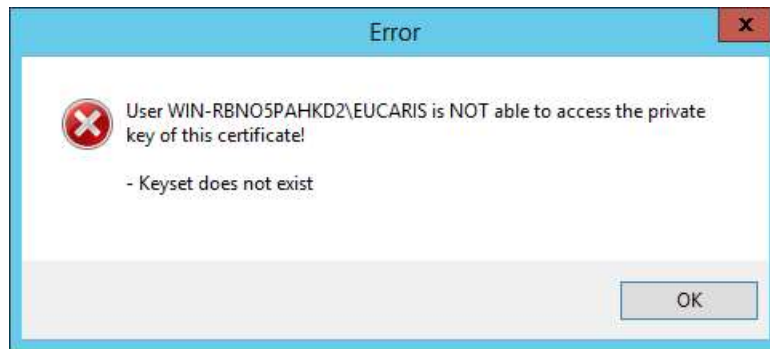 Error
x
User WIN-RBNO5PAHKD2\EUCARIS is NOT able to access the private
key of this certificate!
- Keyset does not exist
OK